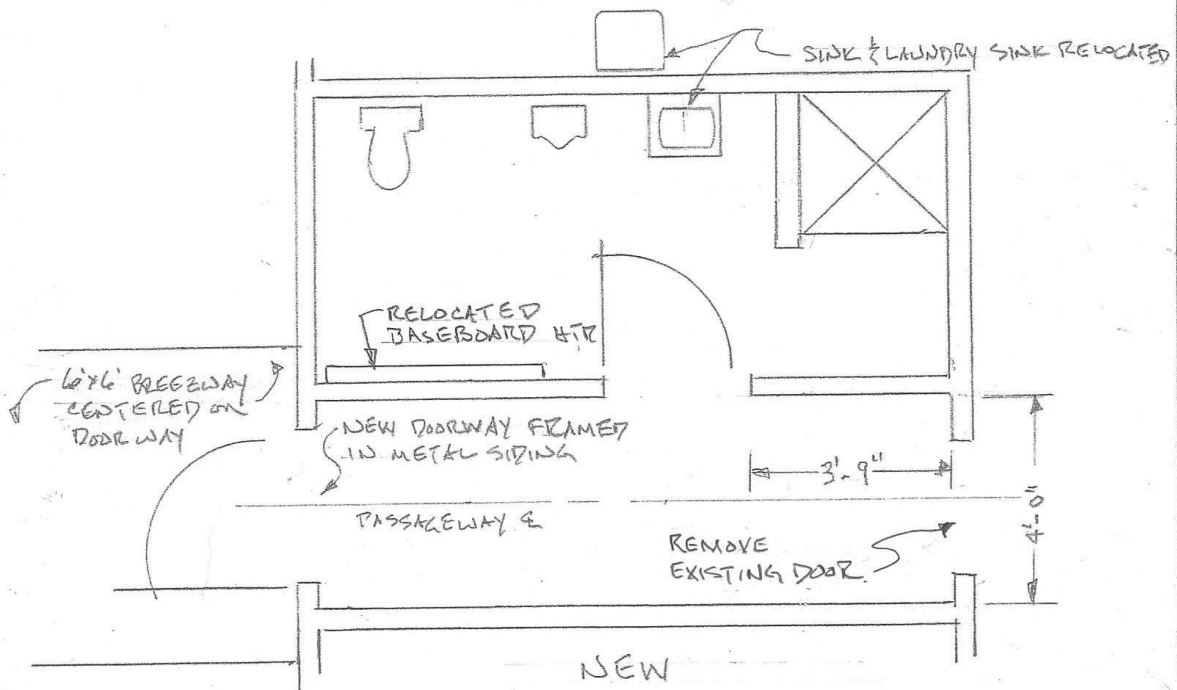 SINK & LAUNDRY SINK RELOCATED
RELOCATED
BASEBOARD HTR
6'x6' BREEZWAY
CENTERED ON
DOORWAY
NEW DOORWAY FRAMED
IN METAL SIDING
3'-9"
4'-0"
PASSAGEWAY ℄
REMOVE
EXISTING DOOR
NEW